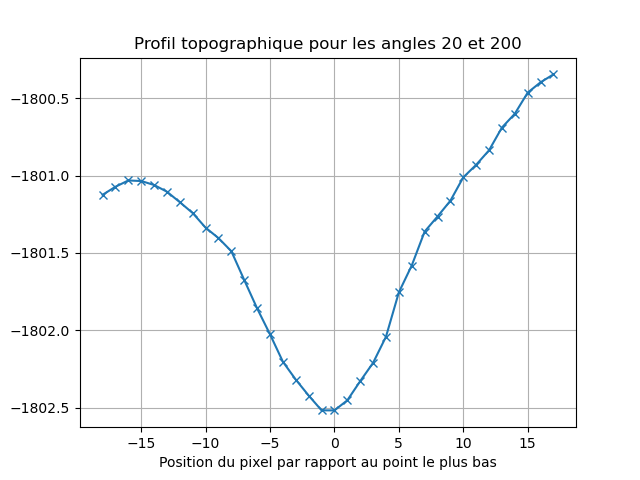 Profil topographique pour les angles 20 et 200
−1800.5
−1801.0
−1801.5
−1802.0
−1802.5
−15 −10 −5 0 5 10 15
Position du pixel par rapport au point le plus bas